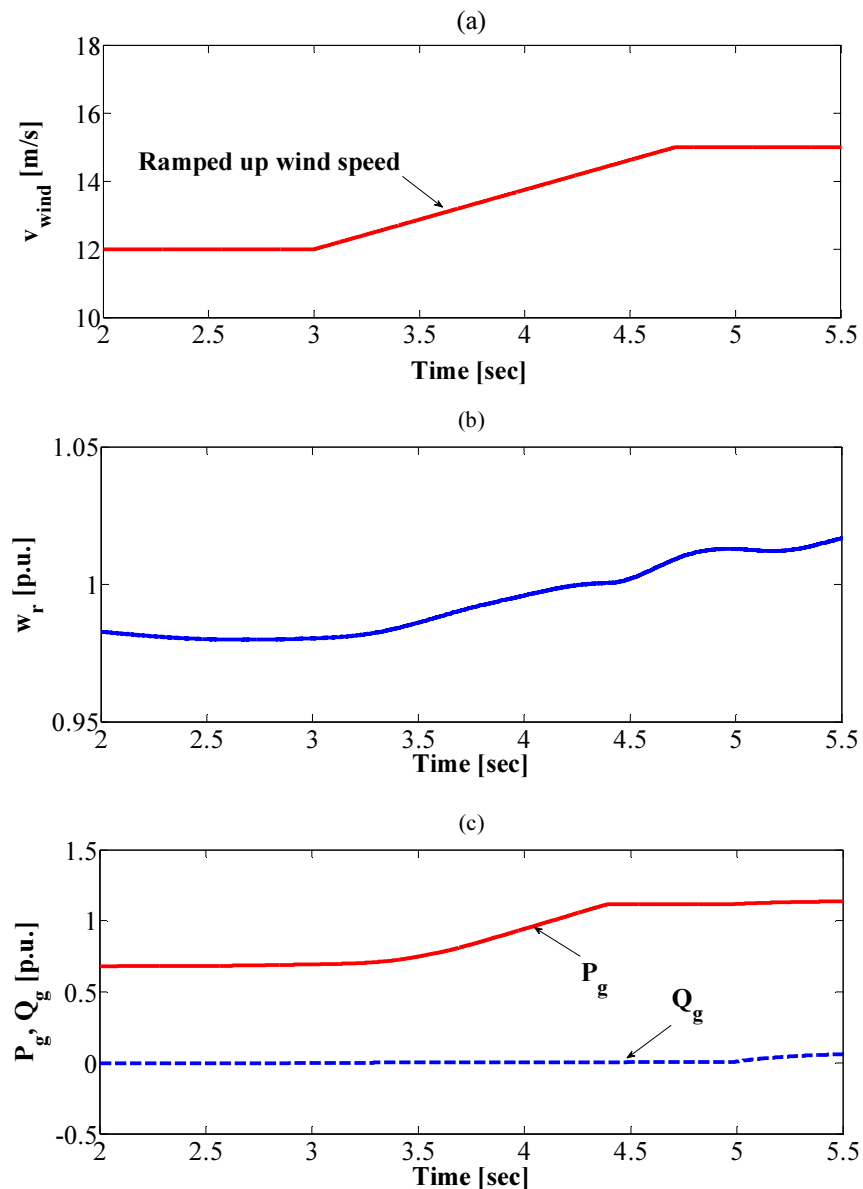 (a)
18
16
14
12
10
v_wind [m/s]
Ramped up wind speed
2 2.5 3 3.5 4 4.5 5 5.5
Time [sec]
(b)
1.05
1
0.95
w_r [p.u.]
2 2.5 3 3.5 4 4.5 5 5.5
Time [sec]
(c)
1.5
1
0.5
0
-0.5
P_g, Q_g [p.u.]
P_g
Q_g
2 2.5 3 3.5 4 4.5 5 5.5
Time [sec]